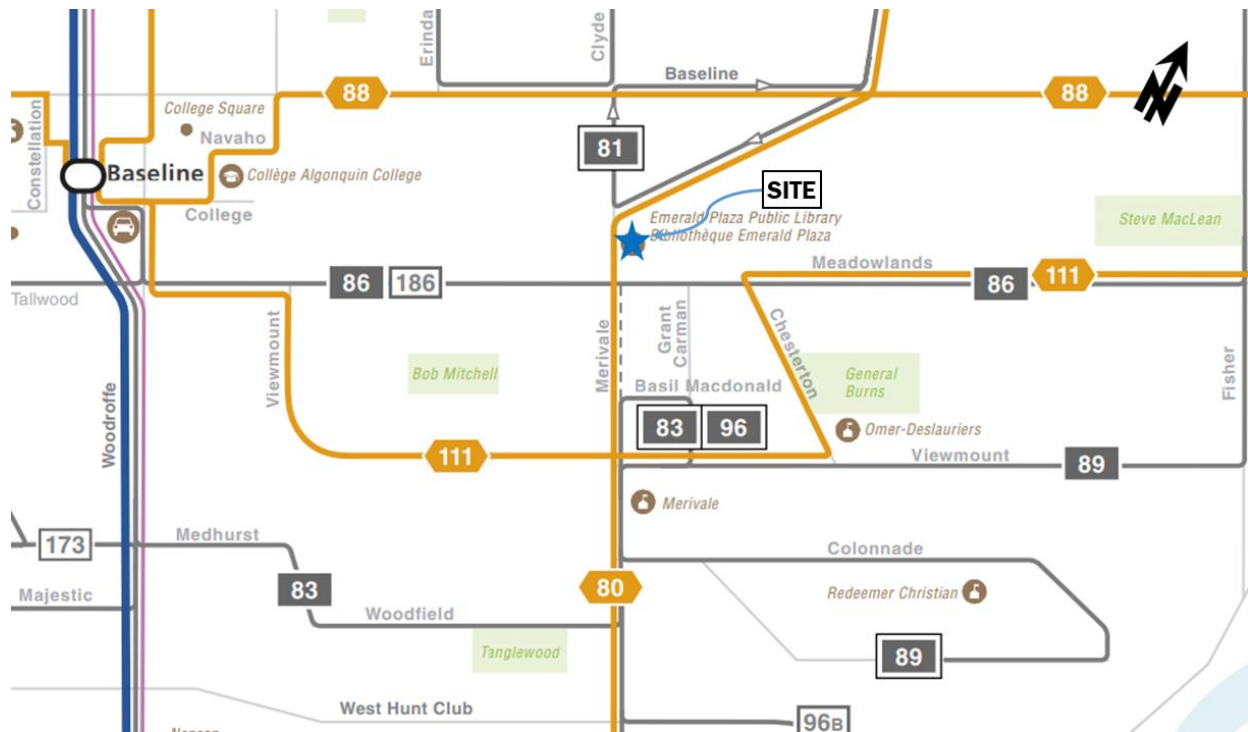 Erinda
Clyde
Baseline
88
88
N
Constellation
College Square
Navaho
81
Baseline
Collège Algonquin College
SITE
College
Emerald Plaza Public Library
Bibliothèque Emerald Plaza
Steve MacLean
Meadowlands
86
186
86
111
Tallwood
Viewmount
Merivale
Grant
Carman
Chesterton
Bob Mitchell
Basil Macdonald
General
Burns
Fisher
Woodroffe
83
96
Omer-Deslauriers
111
Viewmount
89
Merivale
173
Medhurst
Colonnade
83
80
Majestic
Woodfield
Redeemer Christian
Tanglewood
89
West Hunt Club
96B